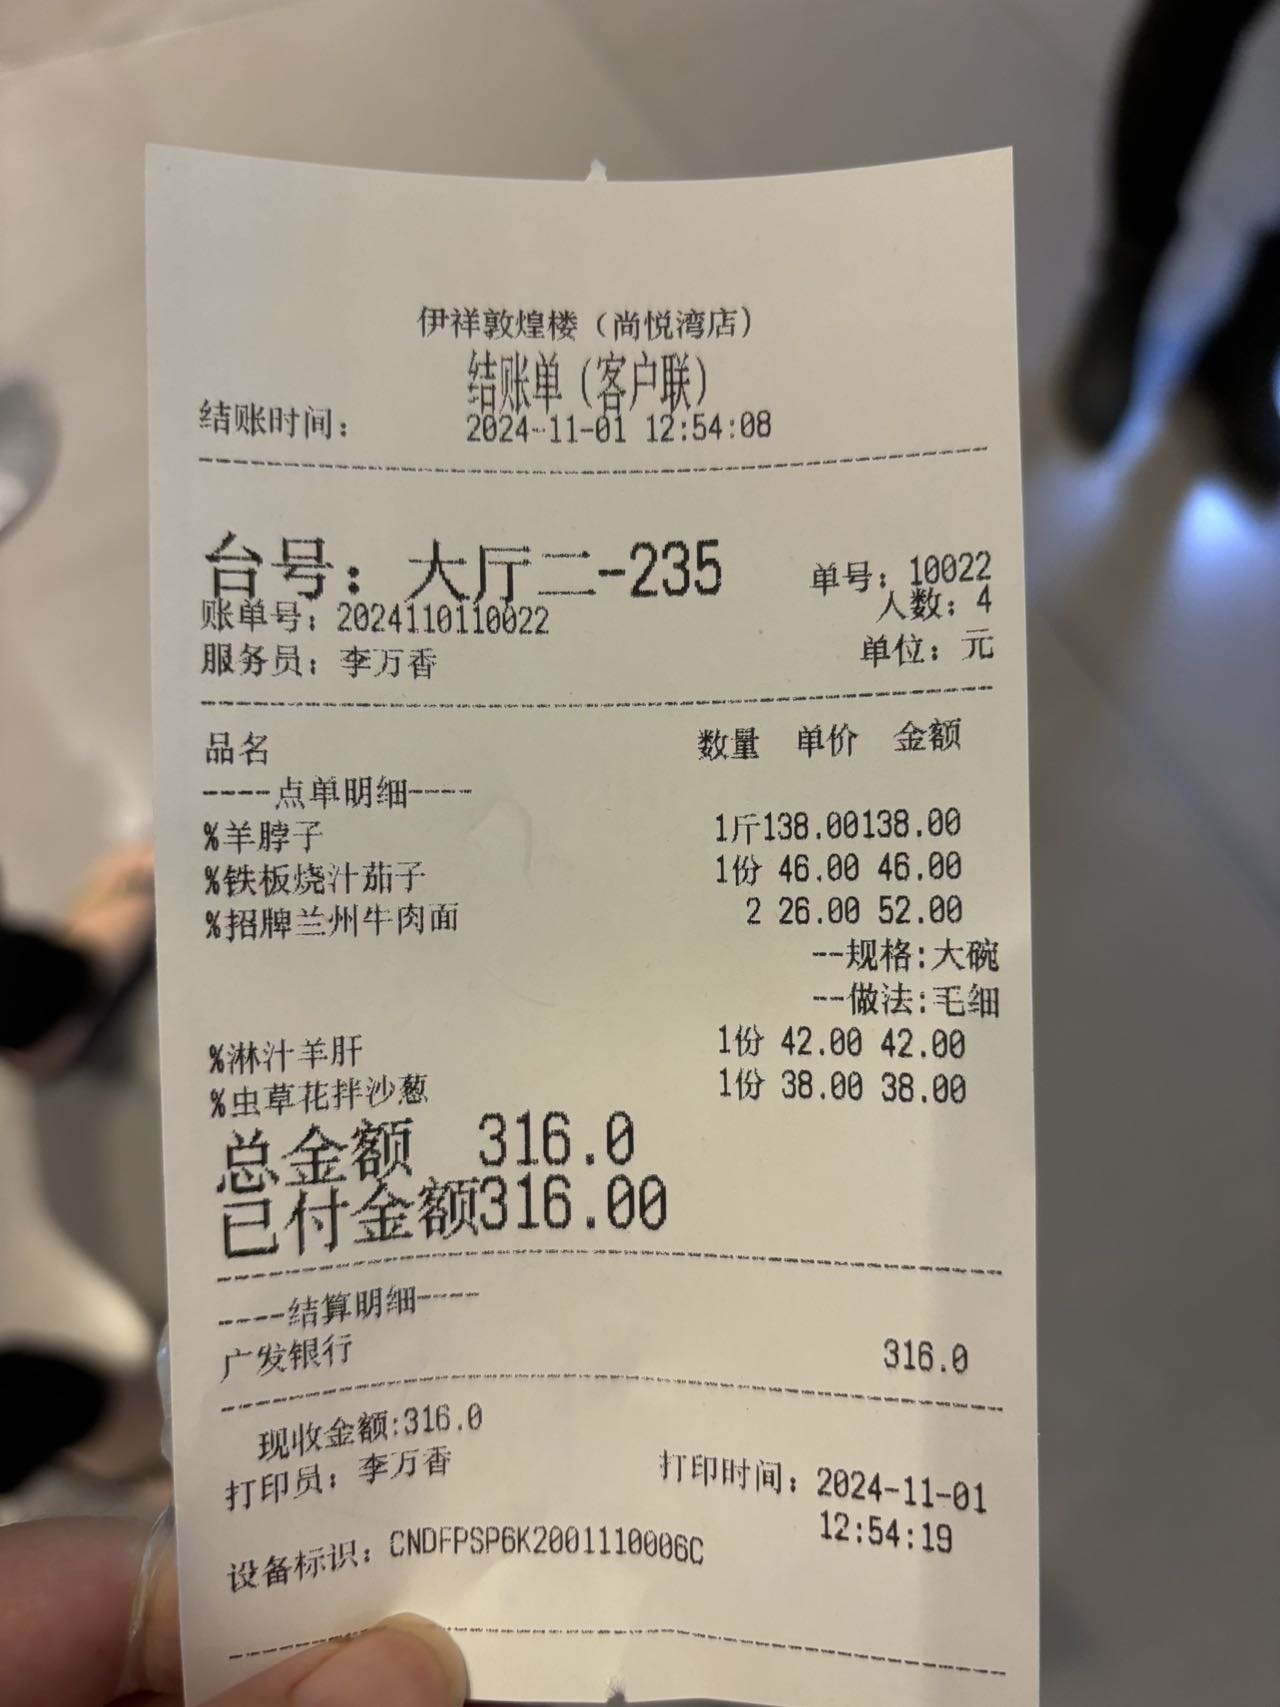 伊祥敦煌楼（尚悦湾店）
结账单（客户联）
结账时间： 2024-11-01 12:54:08
台号：大厅二-235 单号：10022
账单号：2024110110022 人数：4
服务员：李万香 单位：元
品名 数量 单价 金额
----点单明细----
%羊脖子 1斤138.00138.00
%铁板烧汁茄子 1份 46.00 46.00
%招牌兰州牛肉面 2 26.00 52.00
--规格:大碗
--做法:毛细
%淋汁羊肝 1份 42.00 42.00
%虫草花拌沙葱 1份 38.00 38.00
总金额 316.0
已付金额316.00
----结算明细----
广发银行 316.0
现收金额:316.0
打印员：李万香 打印时间：2024-11-01
12:54:19
设备标识：CNDFPSP6K2001110006C